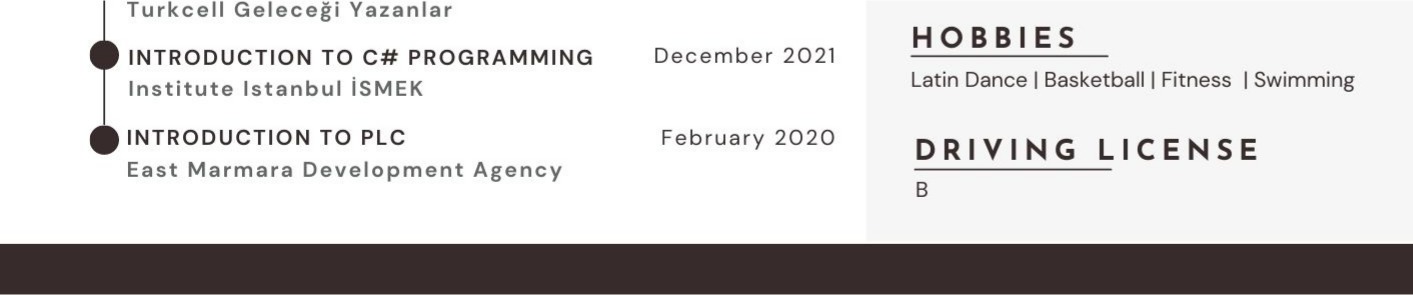 Turkcell Geleceği Yazanlar
INTRODUCTION TO C# PROGRAMMING December 2021
Institute Istanbul İSMEK
INTRODUCTION TO PLC February 2020
East Marmara Development Agency
HOBBIES
Latin Dance | Basketball | Fitness | Swimming
DRIVING LICENSE
B